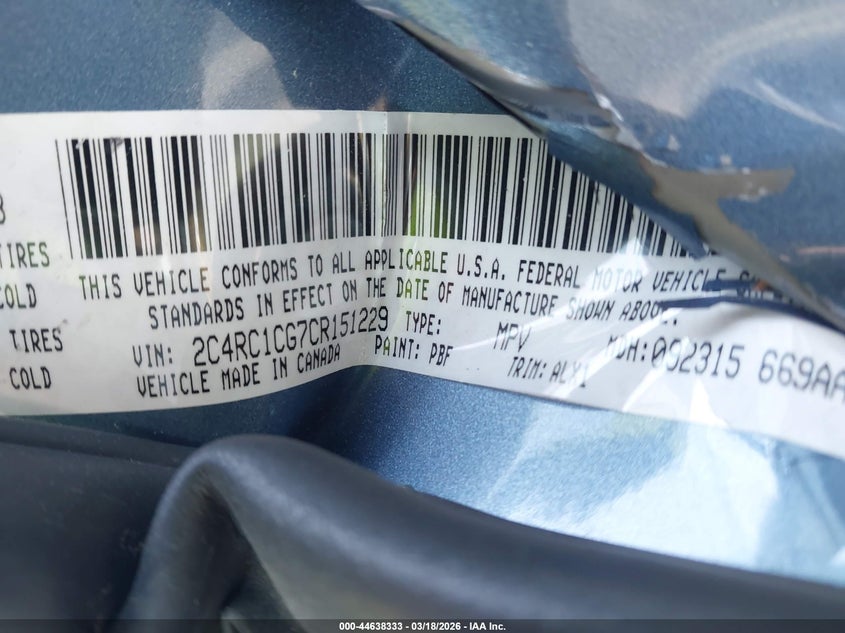 TIRES
COLD
TIRES
COLD
THIS VEHICLE CONFORMS TO ALL APPLICABLE U.S.A. FEDERAL MOTOR VEHICLE
STANDARDS IN EFFECT ON THE DATE OF MANUFACTURE SHOWN ABOVE.
VIN: 2C4RC1CG7CR151229 TYPE: MPV MDH:092315 669AA
VEHICLE MADE IN CANADA PAINT: PBF TRIM: ALX1
000-44638333 — 03/18/2026 — IAA Inc.